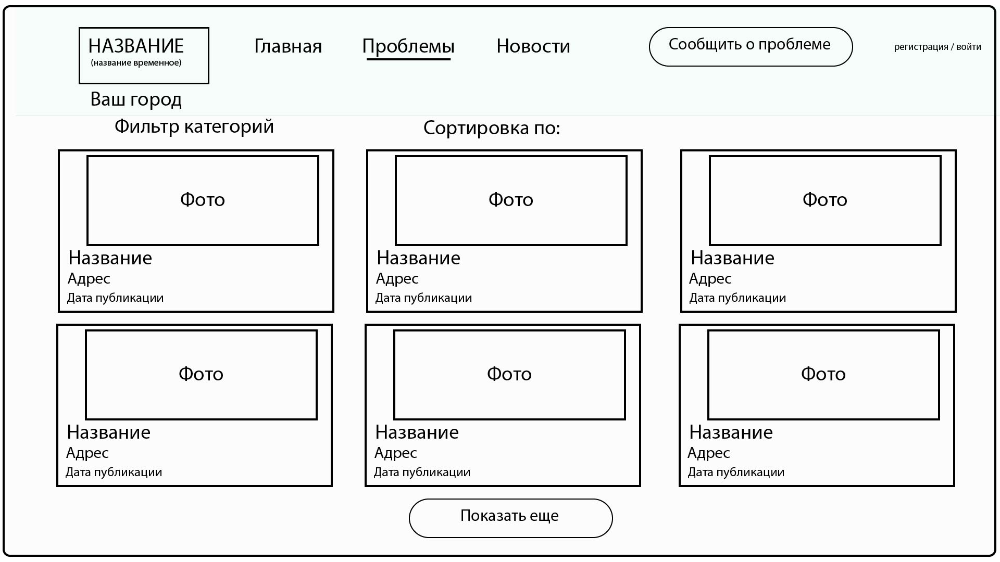 НАЗВАНИЕ
(название временное)
Главная
Проблемы
Новости
Сообщить о проблеме
регистрация / войти
Ваш город
Фильтр категорий
Сортировка по:
Фото
Название
Адрес
Дата публикации
Фото
Название
Адрес
Дата публикации
Фото
Название
Адрес
Дата публикации
Фото
Название
Адрес
Дата публикации
Фото
Название
Адрес
Дата публикации
Фото
Название
Адрес
Дата публикации
Показать еще